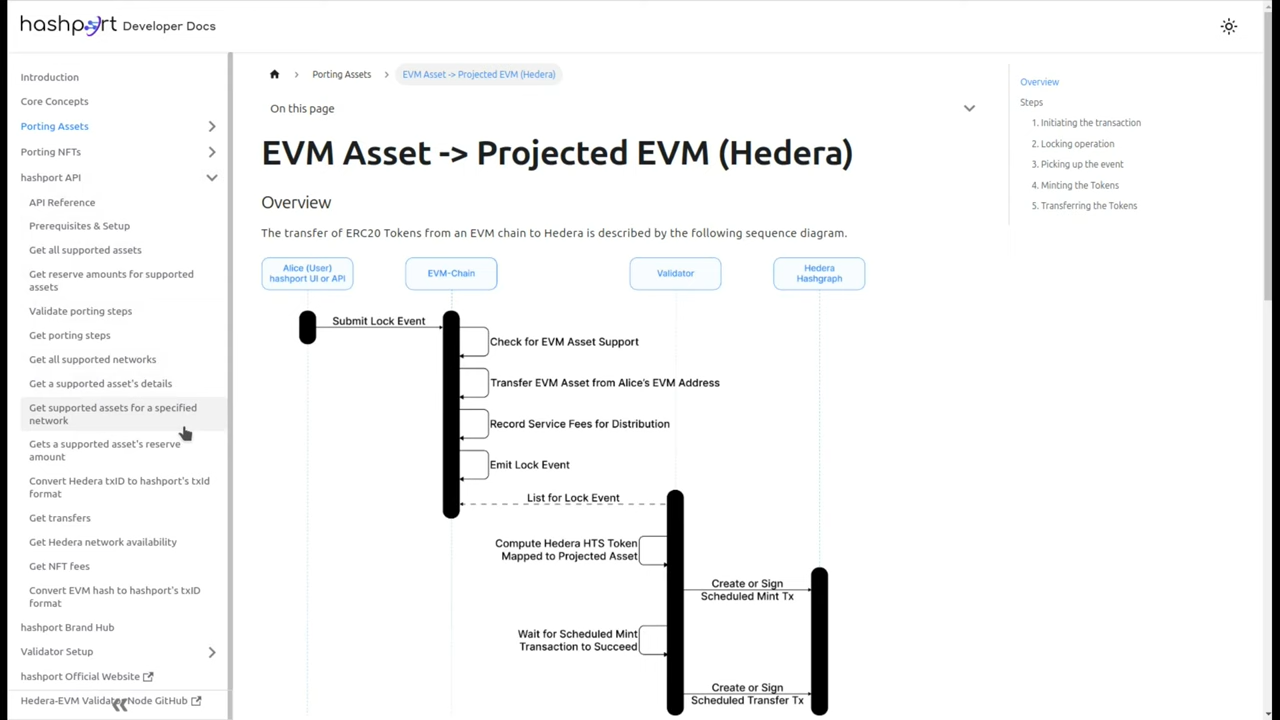 hashport Developer Docs
Introduction
Core Concepts
Porting Assets
Porting NFTs
hashport API
API Reference
Prerequisites & Setup
Get all supported assets
Get reserve amounts for supported
assets
Validate porting steps
Get porting steps
Get all supported networks
Get a supported asset's details
Get supported assets for a specified
network
Gets a supported asset's reserve
amount
Convert Hedera txID to hashport's txId
format
Get transfers
Get Hedera network availability
Get NFT fees
Convert EVM hash to hashport's txID
format
hashport Brand Hub
Validator Setup
hashport Official Website
Hedera-EVM Validator Node GitHub
Porting Assets
EVM Asset -> Projected EVM (Hedera)
On this page
EVM Asset -> Projected EVM (Hedera)
Overview
The transfer of ERC20 Tokens from an EVM chain to Hedera is described by the following sequence diagram.
Alice (User)
hashport UI or API
EVM-Chain
Validator
Hedera
Hashgraph
Submit Lock Event
Check for EVM Asset Support
Transfer EVM Asset from Alice's EVM Address
Record Service Fees for Distribution
Emit Lock Event
List for Lock Event
Compute Hedera HTS Token
Mapped to Projected Asset
Create or Sign
Scheduled Mint Tx
Wait for Scheduled Mint
Transaction to Succeed
Create or Sign
Scheduled Transfer Tx
Overview
Steps
1. Initiating the transaction
2. Locking operation
3. Picking up the event
4. Minting the Tokens
5. Transferring the Tokens